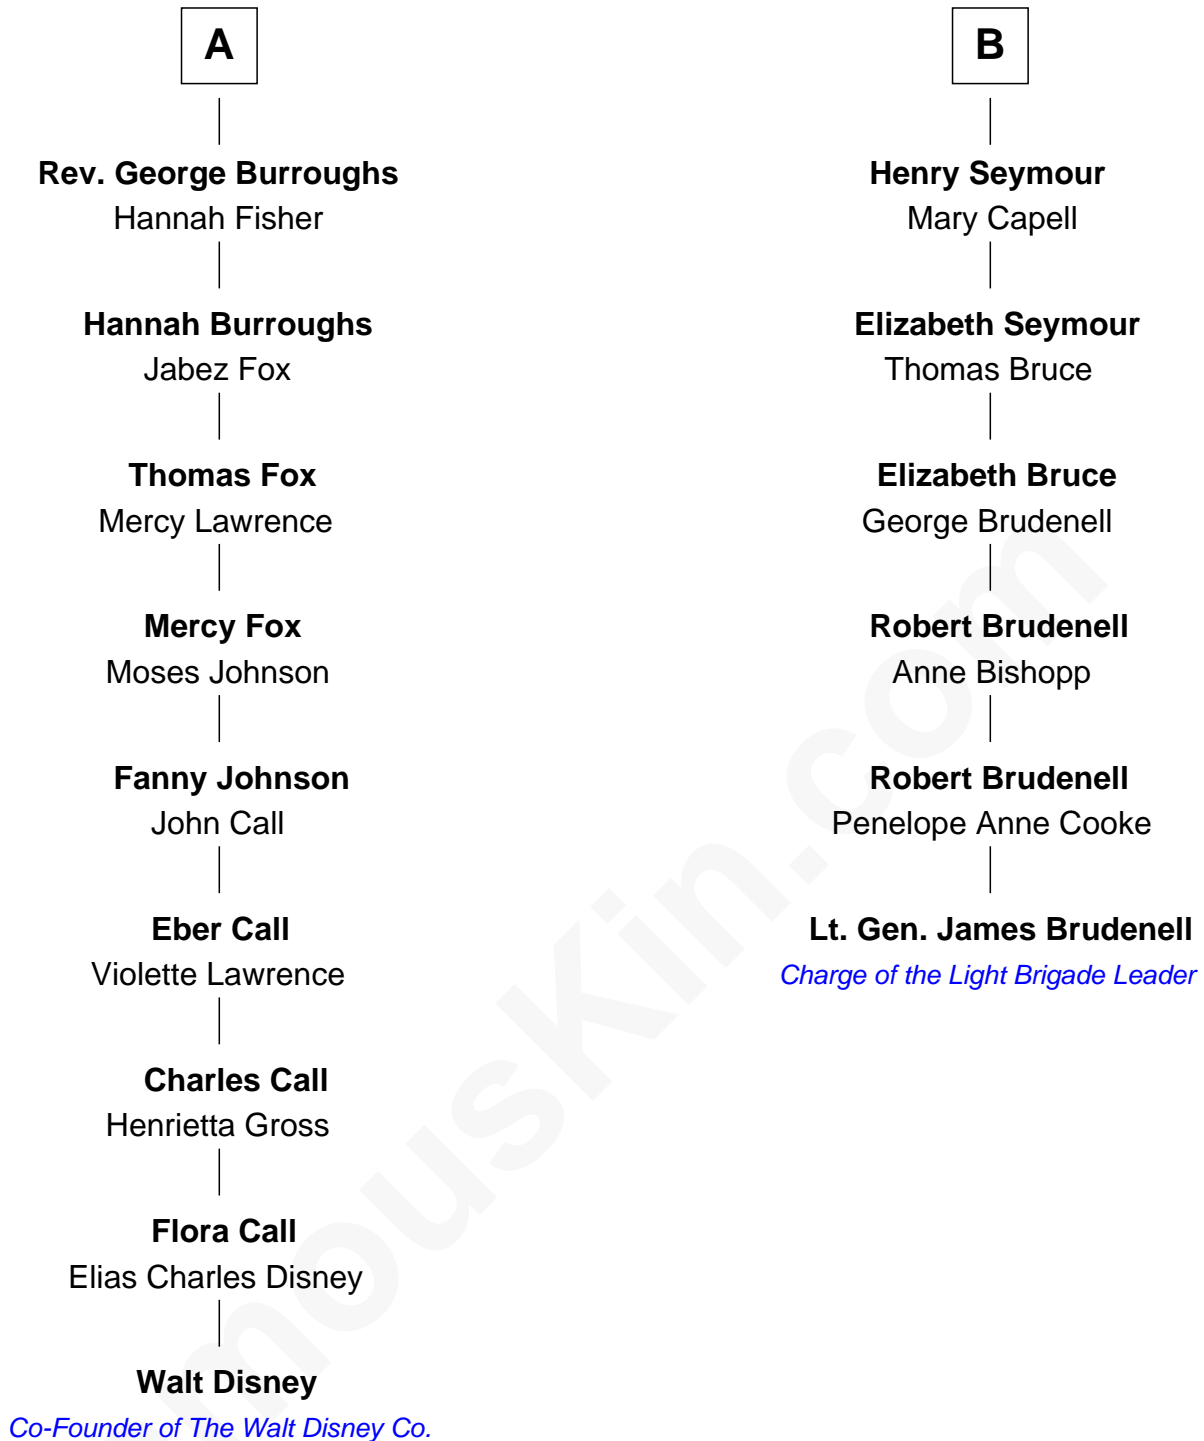 A
Rev. George Burroughs
Hannah Fisher
Hannah Burroughs
Jabez Fox
Thomas Fox
Mercy Lawrence
Mercy Fox
Moses Johnson
Fanny Johnson
John Call
Eber Call
Violette Lawrence
Charles Call
Henrietta Gross
Flora Call
Elias Charles Disney
Walt Disney
Co-Founder of The Walt Disney Co.
B
Henry Seymour
Mary Capell
Elizabeth Seymour
Thomas Bruce
Elizabeth Bruce
George Brudenell
Robert Brudenell
Anne Bishopp
Robert Brudenell
Penelope Anne Cooke
Lt. Gen. James Brudenell
Charge of the Light Brigade Leader
mousKin.com